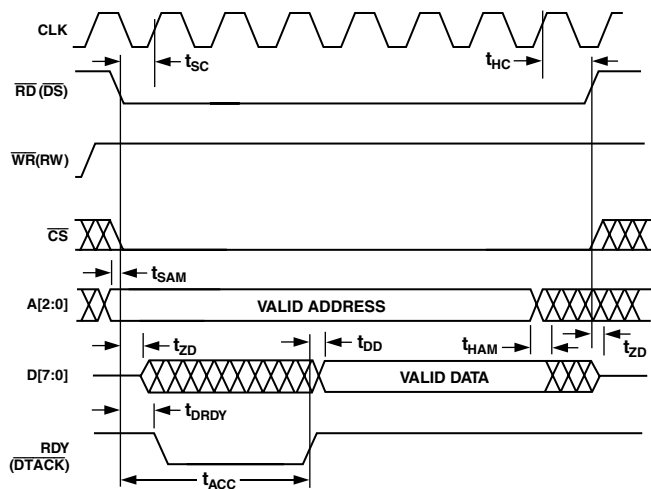 CLK
tSC
tHC
RD (DS)
WR(RW)
CS
tSAM
A[2:0]
VALID ADDRESS
tZD
tDD
tHAM
tZD
D[7:0]
VALID DATA
tDRDY
RDY
(DTACK)
tACC